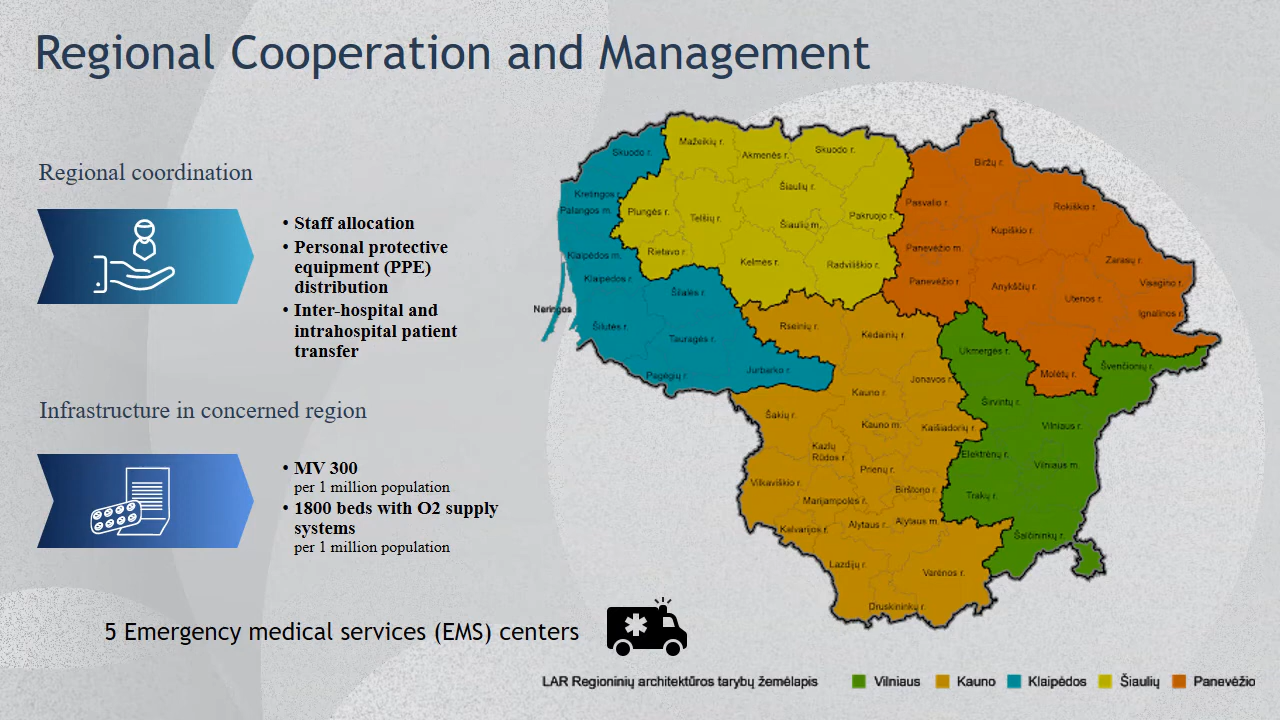 Regional Cooperation and Management
Regional coordination
• Staff allocation
• Personal protective
equipment (PPE)
distribution
• Inter-hospital and
intrahospital patient
transfer
Infrastructure in concerned region
• MV 300
per 1 million population
• 1800 beds with O2 supply
systems
per 1 million population
5 Emergency medical services (EMS) centers
Skuodo r.
Mažeikių r.
Akmenės r.
Skuodo r.
Biržų r.
Kretingos r.
Palangos m.
Plungės r.
Telšių r.
Šiaulių r.
Šiaulių m.
Pakruojo r.
Pasvalio r.
Rokiškio r.
Kupiškio r.
Klaipėdos m.
Rietavo r.
Kelmės r.
Radviliškio r.
Panevėžio m.
Zarasų r.
Klaipėdos r.
Šilalės r.
Panevėžio r.
Anykščių r.
Utenos r.
Visagino r.
Ignalinos r.
Neringos
Šilutės r.
Tauragės r.
Rseinių r.
Kėdainių r.
Ukmergės r.
Pagėgių r.
Jurbarko r.
Jonavos r.
Molėtų r.
Švenčionių r.
Kauno r.
Širvintų r.
Šakių r.
Kauno m.
Kaišiadorių r.
Vilniaus r.
Kazlų
Rūdos r.
Prienų r.
Elektrėnų r.
Vilniaus m.
Vilkaviškio r.
Marijampolės r.
Birštono r.
Trakų r.
Kalvarijos r.
Alytaus r.
Alytaus m.
Šalčininkų r.
Lazdijų r.
Varėnos r.
Druskininkų r.
LAR Regioninių architektūros tarybų žemėlapis
Vilniaus
Kauno
Klaipėdos
Šiaulių
Panevėžio